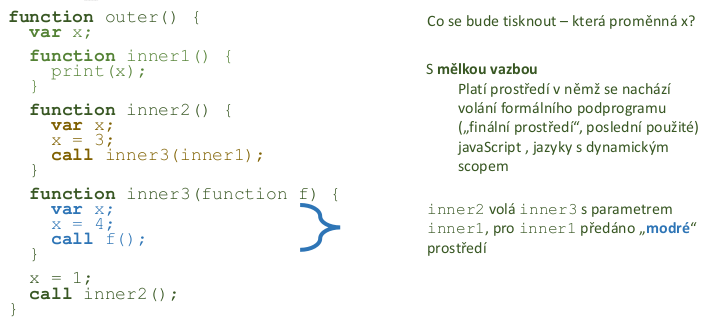 function outer() {
var x;
function inner1() {
print(x);
}
function inner2() {
var x;
x = 3;
call inner3(inner1);
}
function inner3(function f) {
var x;
x = 4;
call f();
}
x = 1;
call inner2();
}
Co se bude tisknout – která proměnná x?
S mělkou vazbou
Platí prostředí v němž se nachází
volání formálního podprogramu
(„finální prostředí“, poslední použité)
javaScript , jazyky s dynamickým
scopem
inner2 volá inner3 s parametrem
inner1, pro inner1 předáno „modré“
prostředí